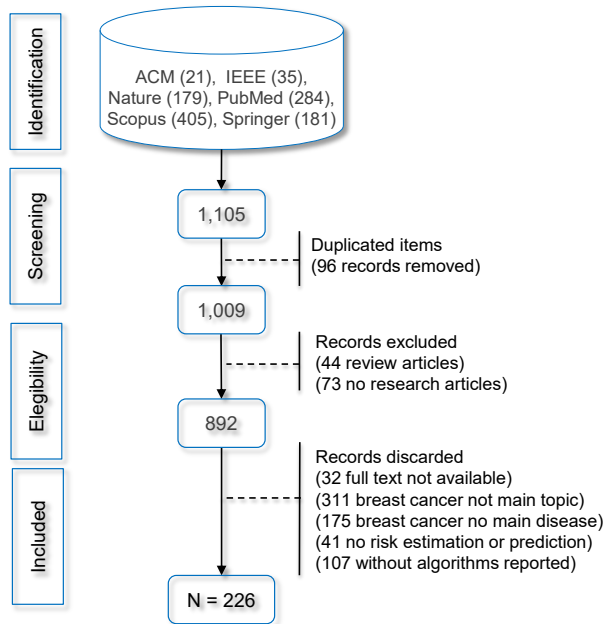 Identification
ACM (21), IEEE (35),
Nature (179), PubMed (284),
Scopus (405), Springer (181)
Screening
1,105
Duplicated items
(96 records removed)
1,009
Elegibility
Records excluded
(44 review articles)
(73 no research articles)
892
Included
Records discarded
(32 full text not available)
(311 breast cancer not main topic)
(175 breast cancer no main disease)
(41 no risk estimation or prediction)
(107 without algorithms reported)
N = 226